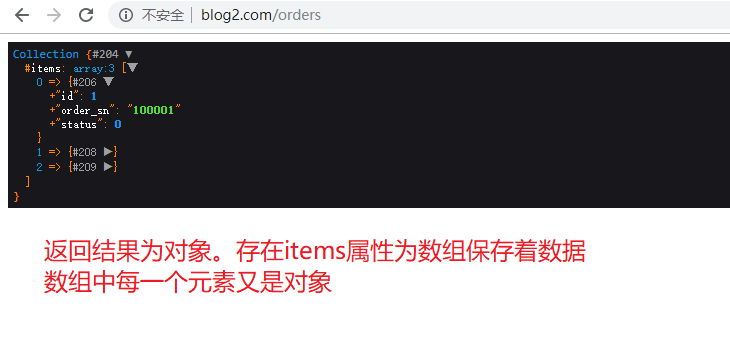 不安全 | blog2.com/orders
Collection {#204 ▼
#items: array:3 [▼
0 => {#206 ▼
+"id": 1
+"order_sn": "100001"
+"status": 0
}
1 => {#208 ▶}
2 => {#209 ▶}
]
}
返回结果为对象。存在items属性为数组保存着数据
数组中每一个元素又是对象